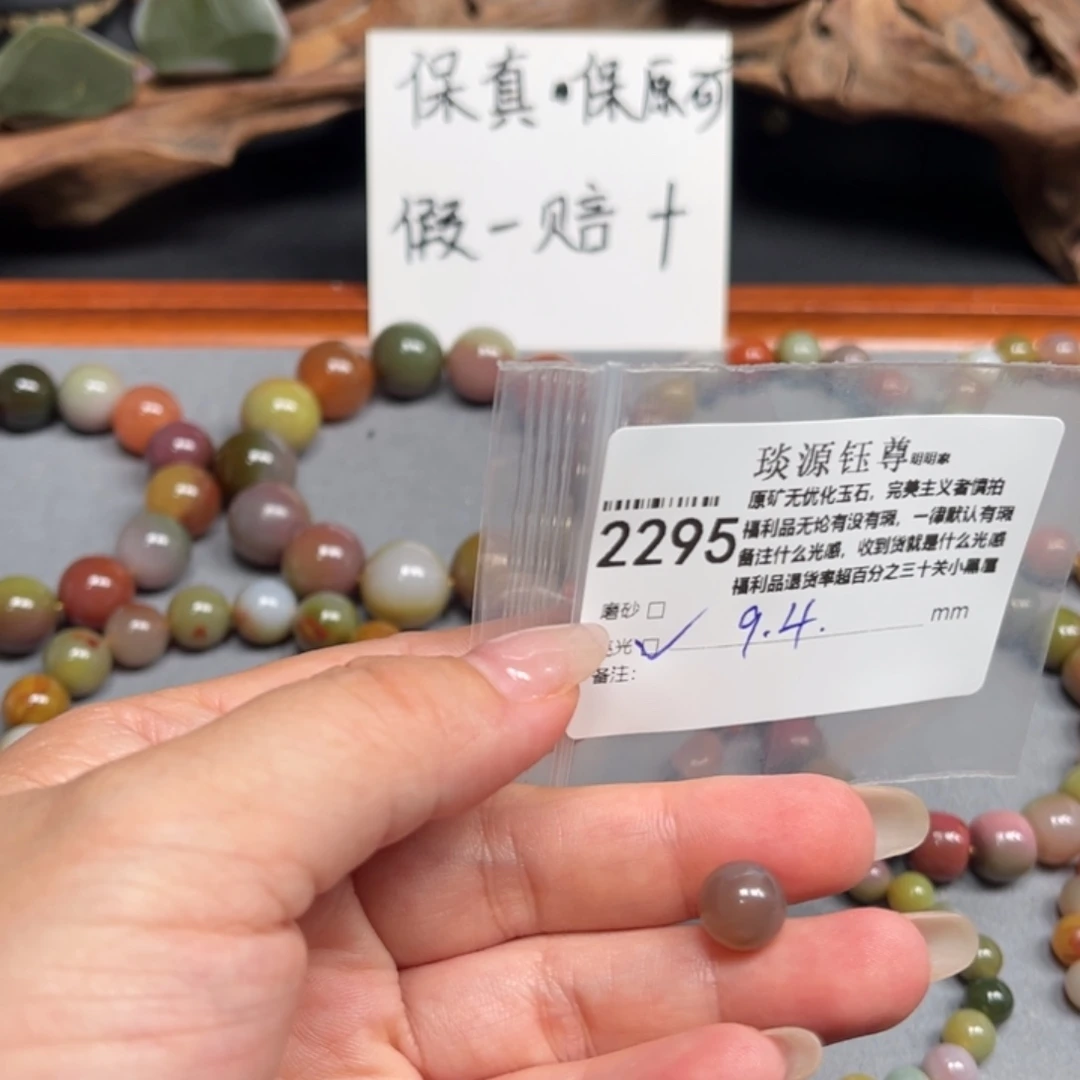 保真·保原矿
假一赔十
琰源钰尊明明家
原矿无优化玉石，完美主义者慎拍
2295
福利品无论有没有瑕，一律默认有瑕
备注什么光感，收到货就是什么光感
福利品退货率超百分之三十关小黑屋
磨砂 □
9.4. mm
光 □✓
备注：